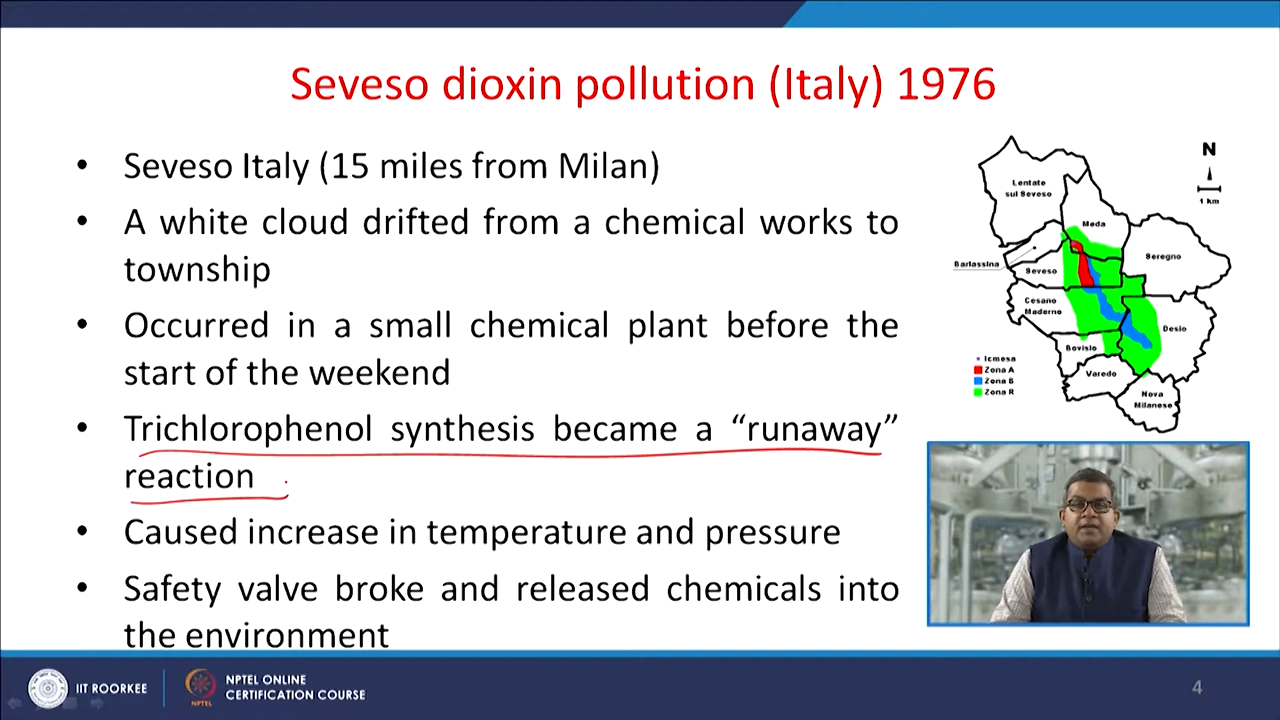 Seveso dioxin pollution (Italy) 1976
• Seveso Italy (15 miles from Milan)
• A white cloud drifted from a chemical works to
township
• Occurred in a small chemical plant before the
start of the weekend
• Trichlorophenol synthesis became a “runaway”
reaction
• Caused increase in temperature and pressure
• Safety valve broke and released chemicals into
the environment
N
1 km
Lentate
sul Seveso
Meda
Barlassina
Seveso
Seregno
Cesano
Maderno
Desio
Bovisio
Varedo
Nova
Milanese
Icmesa
Zona A
Zona B
Zona R
IIT ROORKEE
NPTEL
NPTEL ONLINE
CERTIFICATION COURSE
4